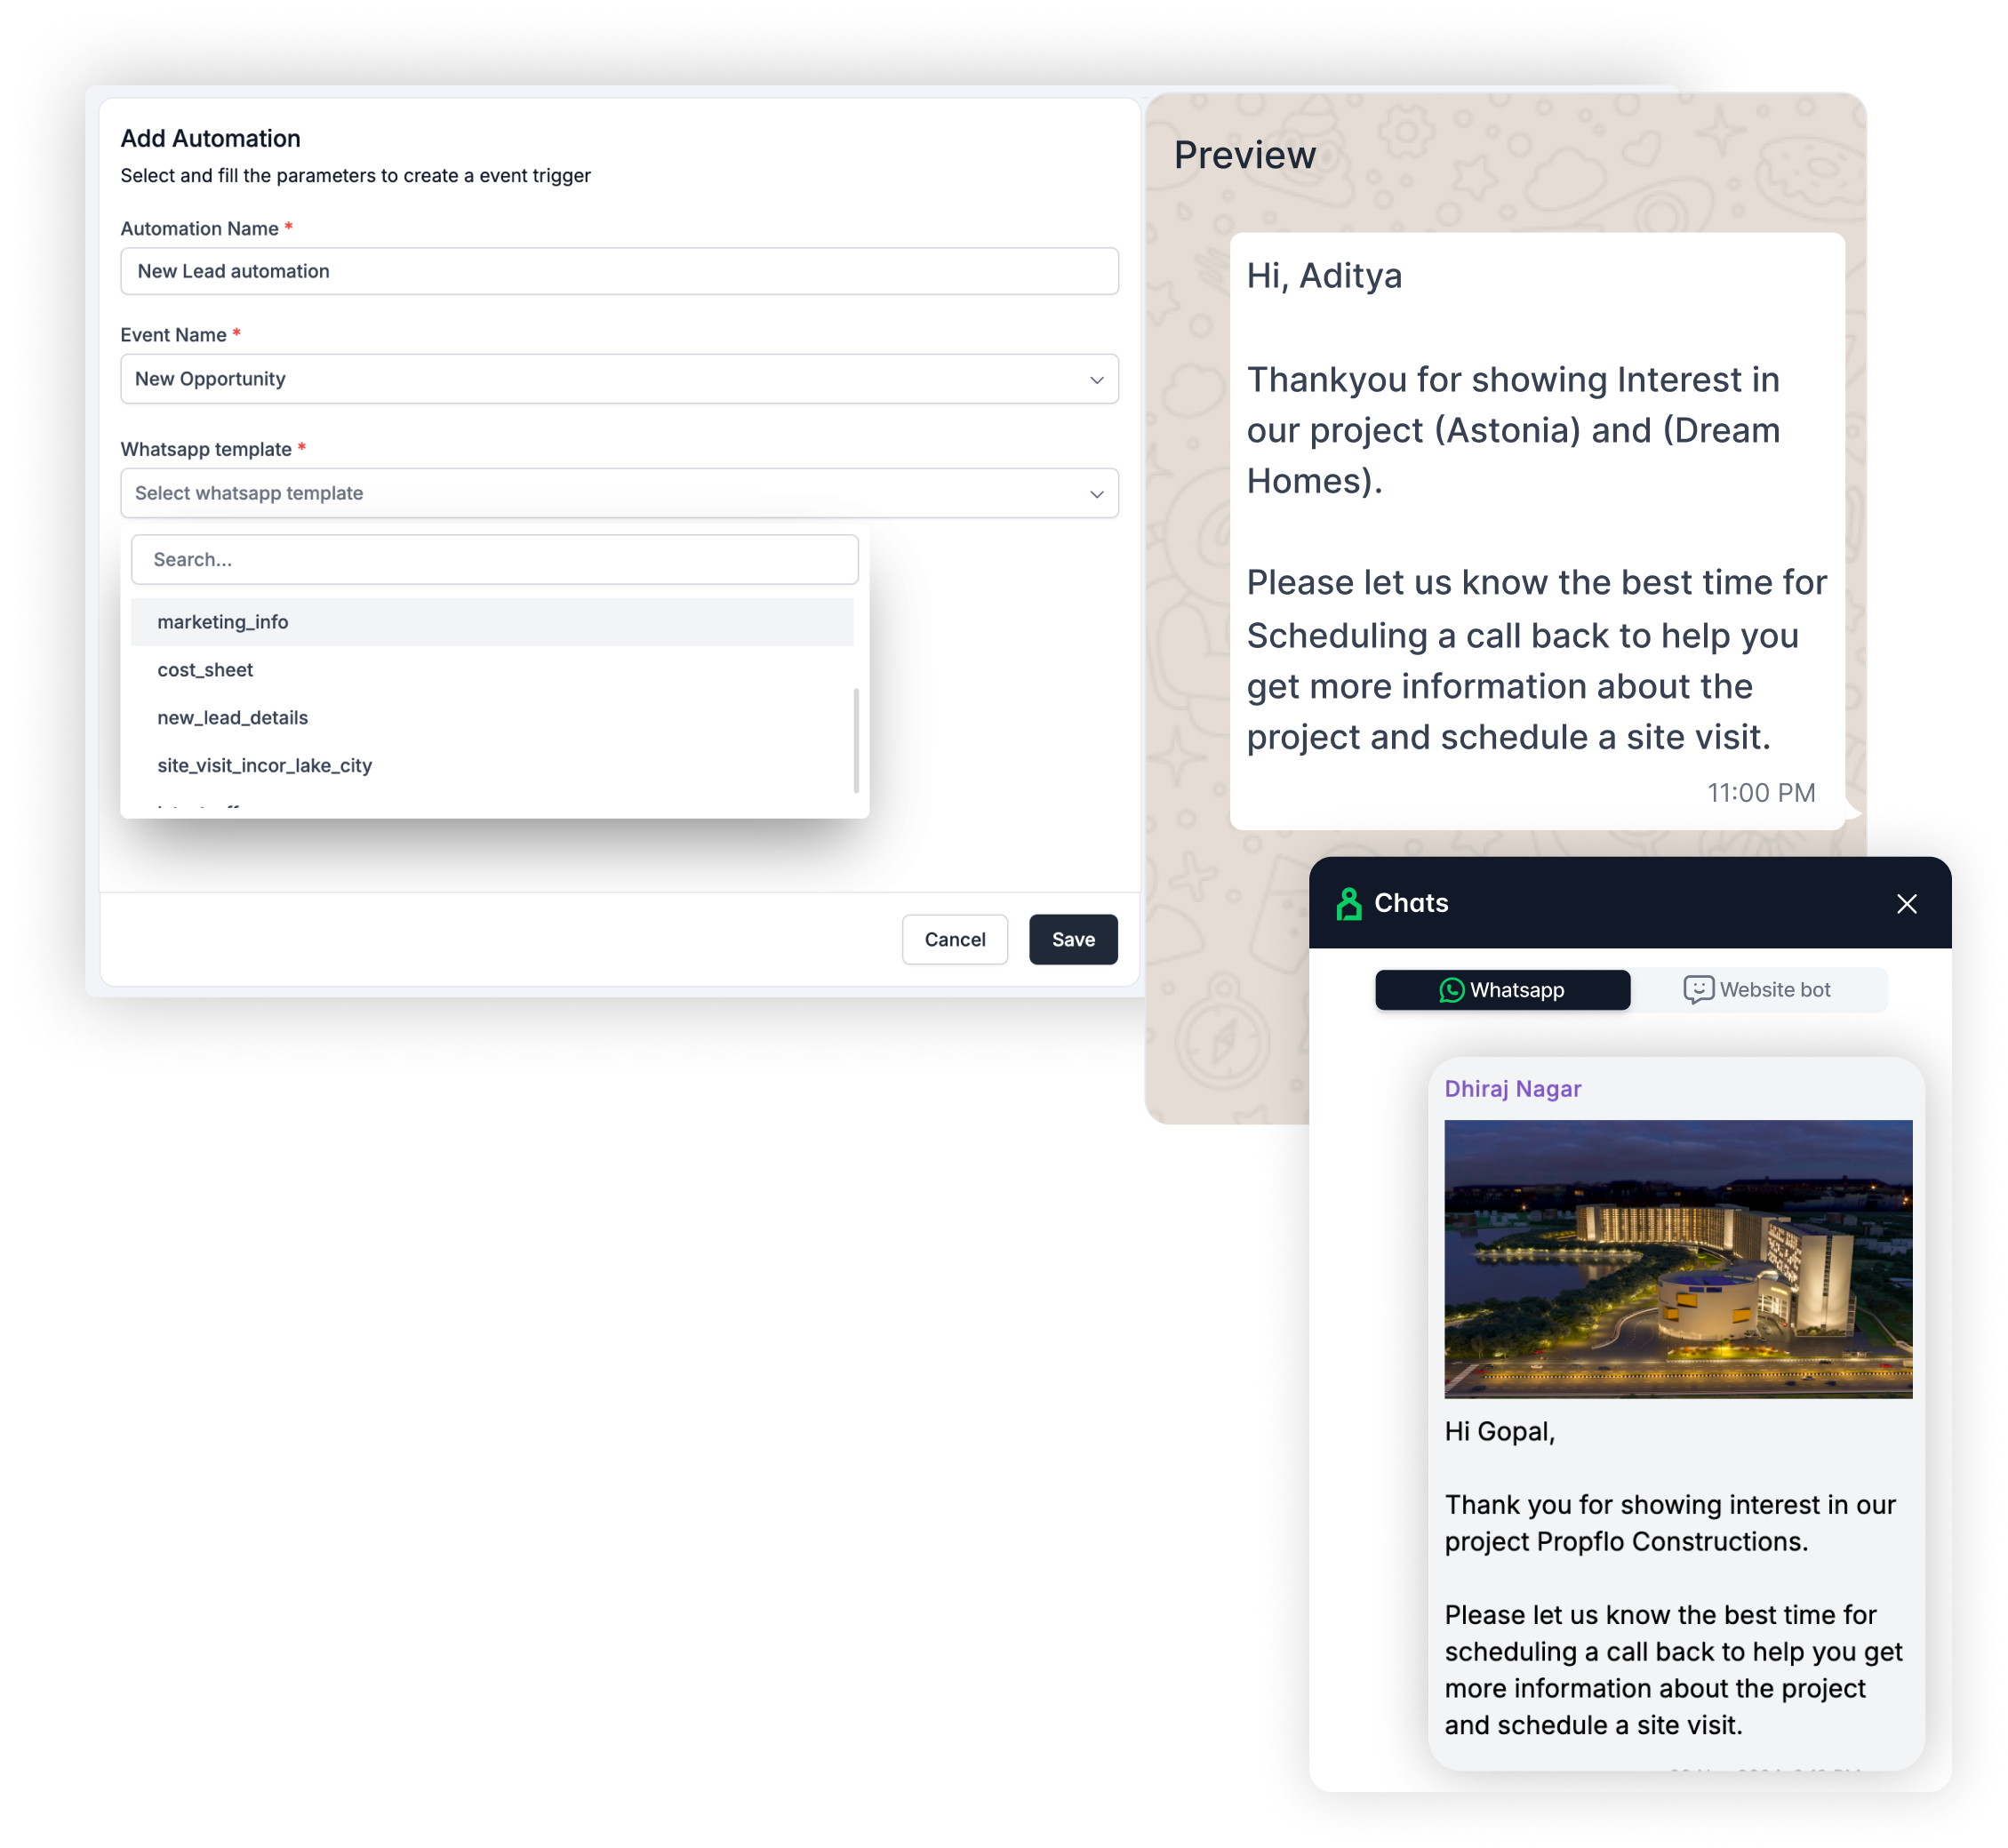 Add Automation
Select and fill the parameters to create a event trigger
Automation Name *
New Lead automation
Event Name *
New Opportunity
Whatsapp template *
Select whatsapp template
Search...
marketing_info
cost_sheet
new_lead_details
site_visit_incor_lake_city
Cancel
Save
Preview
Hi, Aditya
Thankyou for showing Interest in
our project (Astonia) and (Dream
Homes).
Please let us know the best time for
Scheduling a call back to help you
get more information about the
project and schedule a site visit.
11:00 PM
Chats
Whatsapp
Website bot
Dhiraj Nagar
Hi Gopal,
Thank you for showing interest in our
project Propflo Constructions.
Please let us know the best time for
scheduling a call back to help you get
more information about the project
and schedule a site visit.